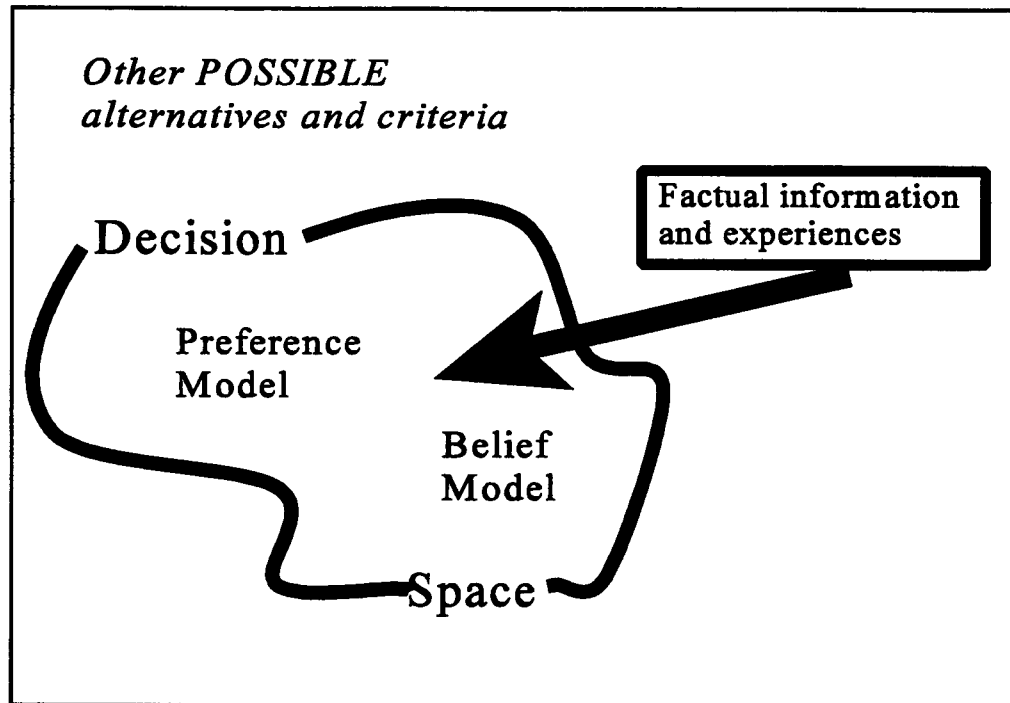 Other POSSIBLE
alternatives and criteria
Factual information
and experiences
Decision
Preference
Model
Belief
Model
Space